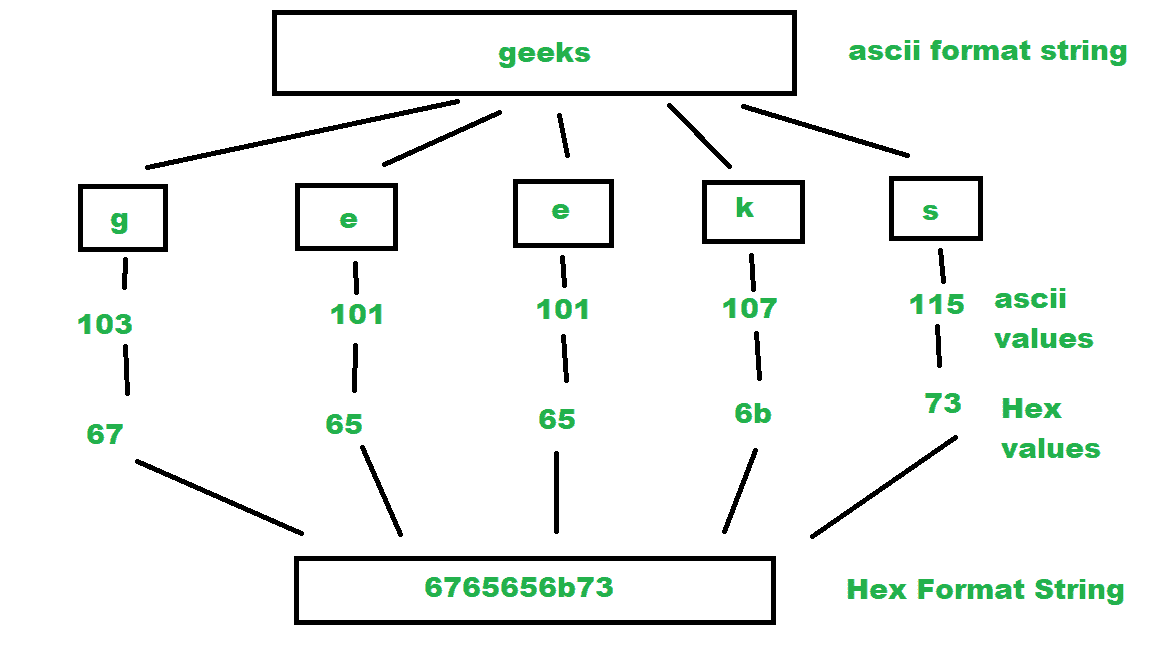 geeks
ascii format string
g
e
e
k
s
103
101
101
107
115
ascii
values
67
65
65
6b
73
Hex
values
6765656b73
Hex Format String